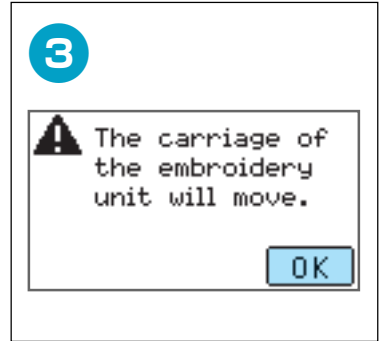 3
The carriage of
the embroidery
unit will move.
OK